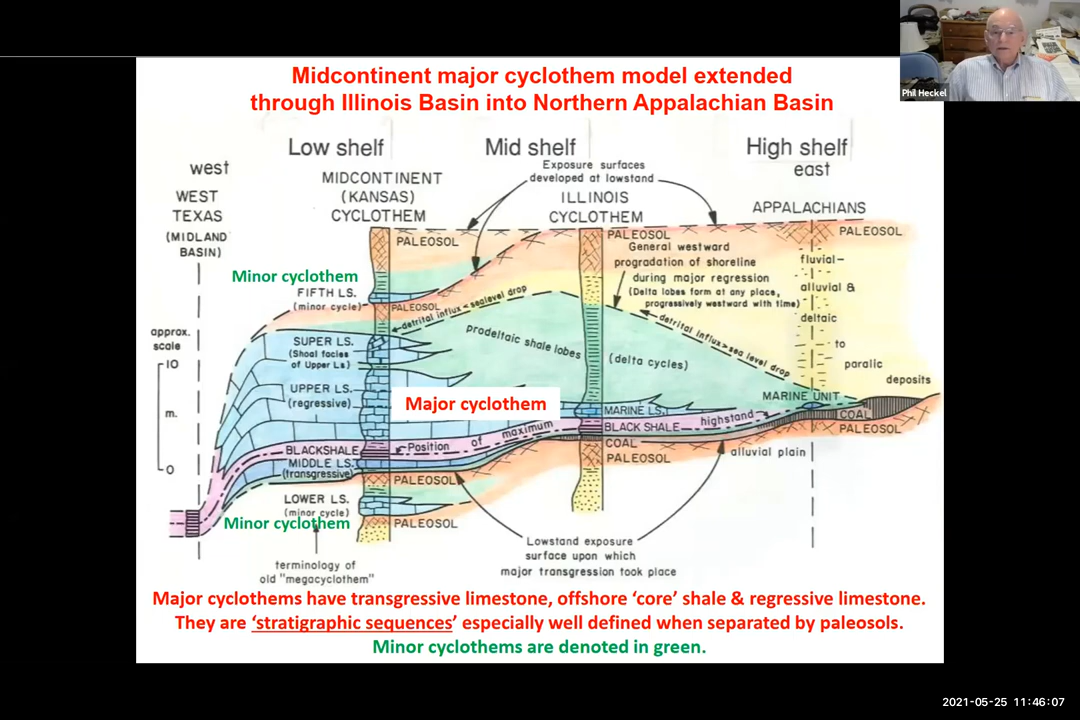 Phil Heckel
Midcontinent major cyclothem model extended
through Illinois Basin into Northern Appalachian Basin
Low shelf
Mid shelf
High shelf
west
east
WEST
TEXAS
(MIDLAND
BASIN)
MIDCONTINENT
(KANSAS)
CYCLOTHEM
Exposure surfaces
developed at lowstand
ILLINOIS
CYCLOTHEM
APPALACHIANS
PALEOSOL
PALEOSOL
PALEOSOL
General westward
progradation of shoreline
during major regression
(Delta lobes form at any place,
progressively westward with time)
fluvial-
alluvial &
deltaic
to
paralic
deposits
Minor cyclothem
FIFTH LS.
(minor cycle)
PALEOSOL
detrital influx < sealevel drop
detrital influx > sea level drop
approx.
scale
10
m.
0
SUPER LS.
(Shoal facies
of Upper Ls)
prodeltaic shale lobes
(delta cycles)
UPPER LS.
(regressive)
Major cyclothem
MARINE UNIT
MARINE LS.
COAL
BLACK SHALE
highstand
PALEOSOL
BLACKSHALE
Position of maximum
COAL
alluvial plain
MIDDLE LS.
(transgressive)
PALEOSOL
PALEOSOL
LOWER LS.
(minor cycle)
Minor cyclothem
PALEOSOL
Lowstand exposure
surface upon which
major transgression took place
terminology of
old "megacyclothem"
Major cyclothems have transgressive limestone, offshore ‘core’ shale & regressive limestone.
They are ‘stratigraphic sequences’ especially well defined when separated by paleosols.
Minor cyclothems are denoted in green.
2021-05-25 11:46:07